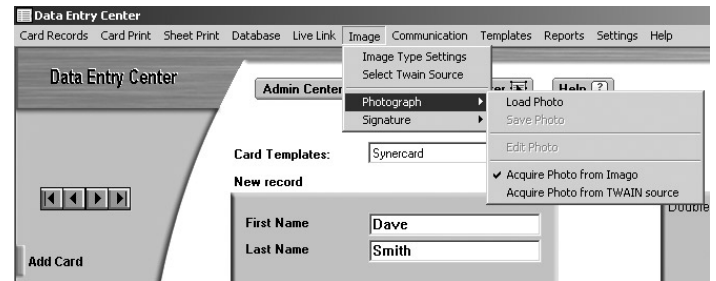 Data Entry Center
Card Records Card Print Sheet Print Database Live Link Image Communication Templates Reports Settings Help
Image Type Settings
Select Twain Source
Photograph
Signature
Load Photo
Save Photo
Edit Photo
Acquire Photo from Imago
Acquire Photo from TWAIN source
Data Entry Center
Admin Center
Help ?
Card Templates: Synercard
New record
First Name Dave
Last Name Smith
Add Card